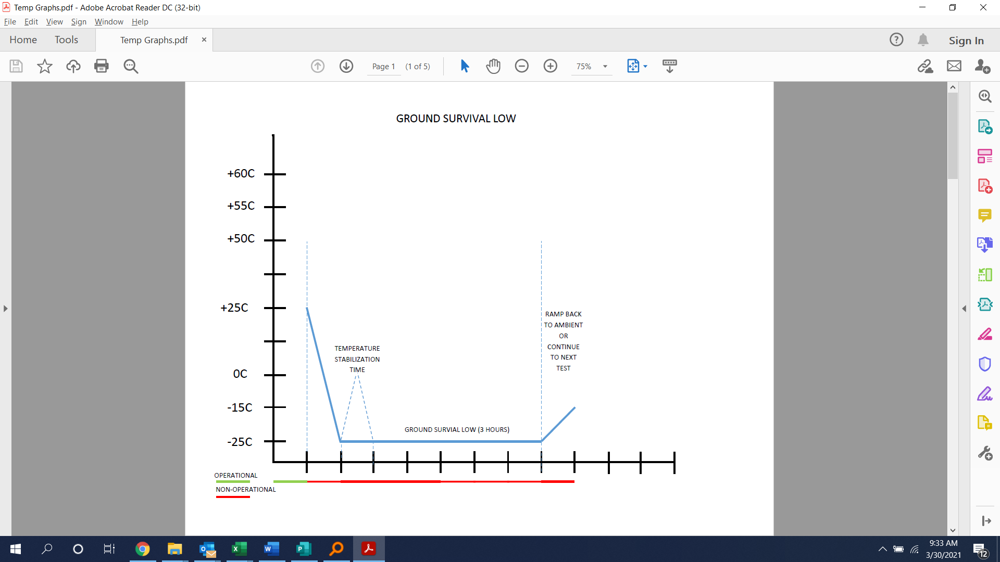 Temp Graphs.pdf - Adobe Acrobat Reader DC (32-bit)
File Edit View Sign Window Help
Home Tools Temp Graphs.pdf × Sign In
Page 1 (1 of 5) 75%
GROUND SURVIVAL LOW
+60C
+55C
+50C
+25C
RAMP BACK
TO AMBIENT
OR
CONTINUE
TO NEXT
TEST
TEMPERATURE
STABILIZATION
TIME
0C
-15C
GROUND SURVIAL LOW (3 HOURS)
-25C
OPERATIONAL
NON-OPERATIONAL
9:33 AM
3/30/2021
12